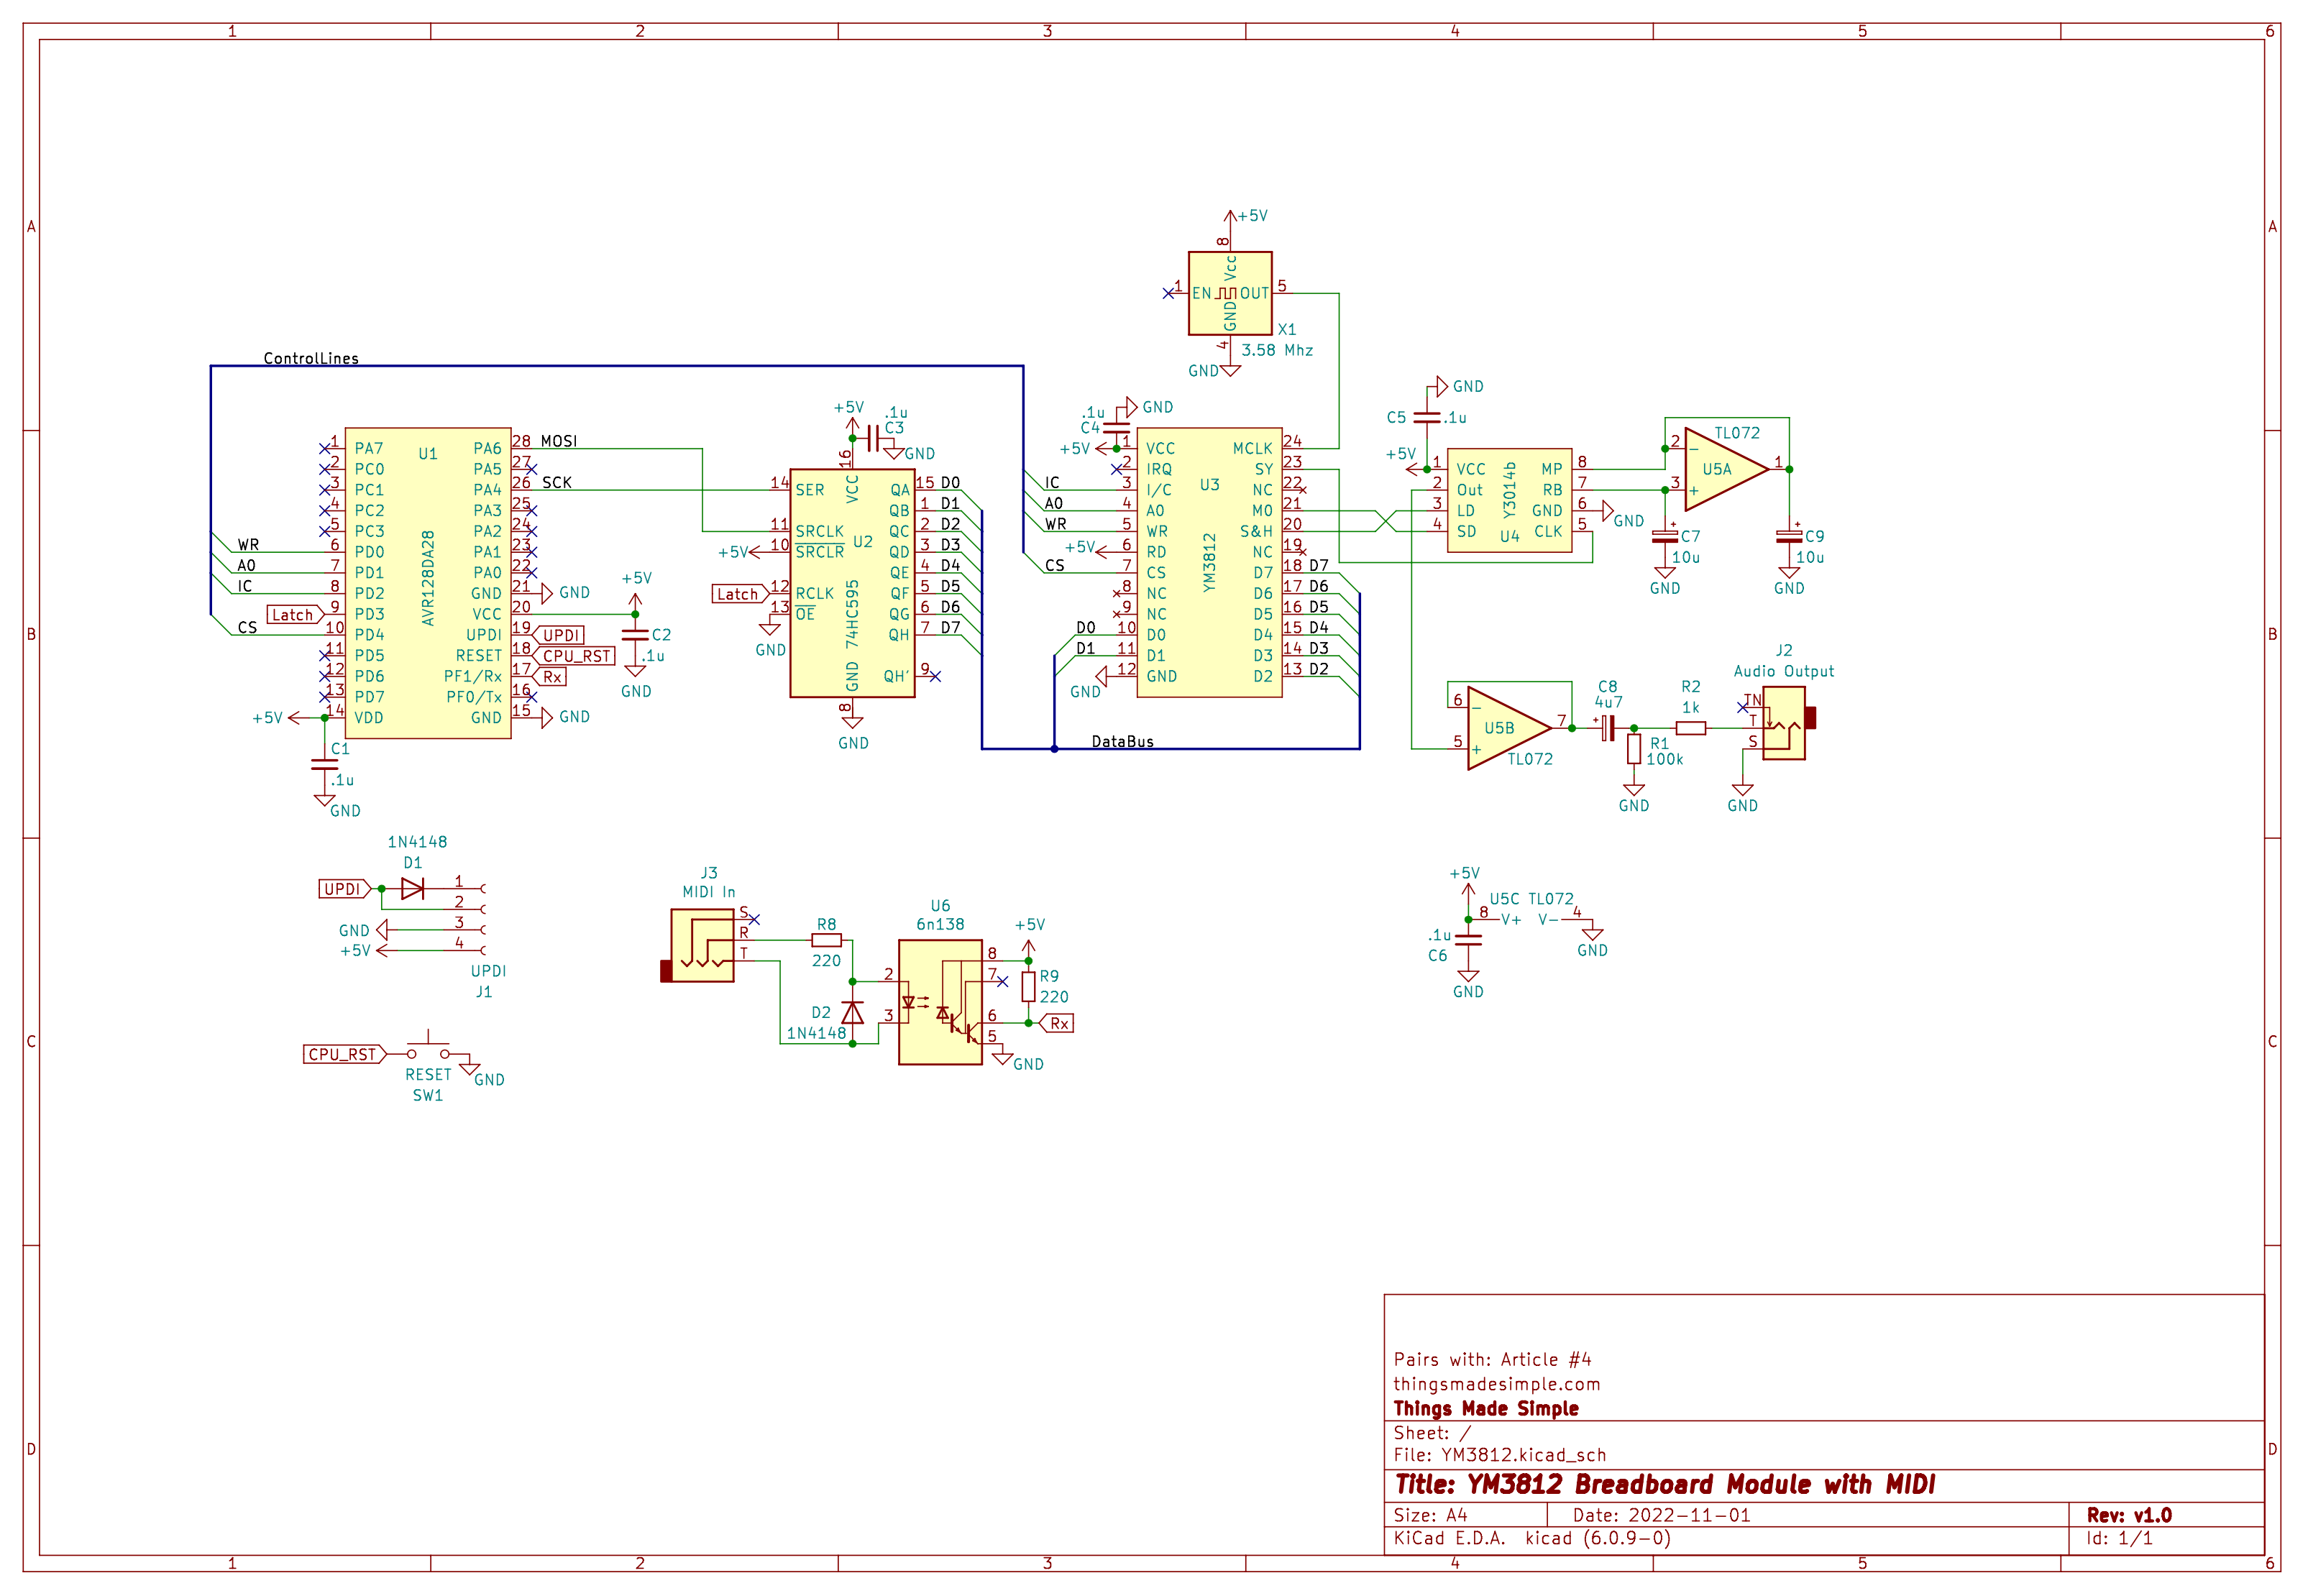 1 2 3 4 5 6
A A
+5V
8
Vcc
1 EN OUT 5
GND
X1
4
3.58 Mhz
GND
ControlLines
GND
C5 .1u
+5V .1u
C3
GND
.1u
C4
GND
+5V
1 PA7
2 PC0
3 PC1
4 PC2
5 PC3
WR 6 PD0
A0 7 PD1
IC 8 PD2
Latch 9 PD3
CS 10 PD4
11 PD5
12 PD6
13 PD7
+5V 14 VDD
U1
AVR128DA28
PA6 28 MOSI
PA5 27
PA4 26 SCK
PA3 25
PA2 24
PA1 23
PA0 22
GND 21 GND
VCC 20
UPDI 19 UPDI
RESET 18 CPU_RST
PF1/Rx 17 Rx
PF0/Tx 16
GND 15 GND
+5V
C2
.1u
GND
C1
.1u
GND
16
VCC
14 SER
11 SRCLK
+5V 10 SRCLR
Latch 12 RCLK
13 OE
GND
U2
74HC595
QA 15 D0
QB 1 D1
QC 2 D2
QD 3 D3
QE 4 D4
QF 5 D5
QG 6 D6
QH 7 D7
QH' 9
GND
8
GND
1 VCC
2 IRQ
IC 3 I/C
A0 4 A0
WR 5 WR
+5V 6 RD
CS 7 CS
8 NC
9 NC
D0 10 D0
D1 11 D1
GND 12 GND
U3
YM3812
MCLK 24
SY 23
NC 22
M0 21
S&H 20
NC 19
D7 18 D7
D6 17 D6
D5 16 D5
D4 15 D4
D3 14 D3
D2 13 D2
DataBus
+5V 1 VCC
2 Out
3 LD
4 SD
Y3014b
U4
MP 8
RB 7
GND 6 GND
CLK 5
TL072
2 -
U5A 1
3 +
C7
10u
GND
C9
10u
GND
B B
6 -
U5B 7
5 +
TL072
C8
4u7
R1
100k
GND
R2
1k
J2
Audio Output
TN
T
S
GND
1N4148
D1
UPDI 1
2
GND 3
+5V 4
UPDI
J1
CPU_RST
RESET
SW1
GND
J3
MIDI In
S
R
T
R8
220
D2
1N4148
U6
6n138
2
3
8
7
6
5
+5V
R9
220
Rx
GND
+5V
U5C TL072
8 V+ V- 4
.1u
C6
GND
GND
C C
Pairs with: Article #4
thingsmadesimple.com
Things Made Simple
Sheet: /
File: YM3812.kicad_sch
Title: YM3812 Breadboard Module with MIDI
Size: A4 Date: 2022-11-01 Rev: v1.0
KiCad E.D.A. kicad (6.0.9-0) Id: 1/1
D D
1 2 3 4 5 6